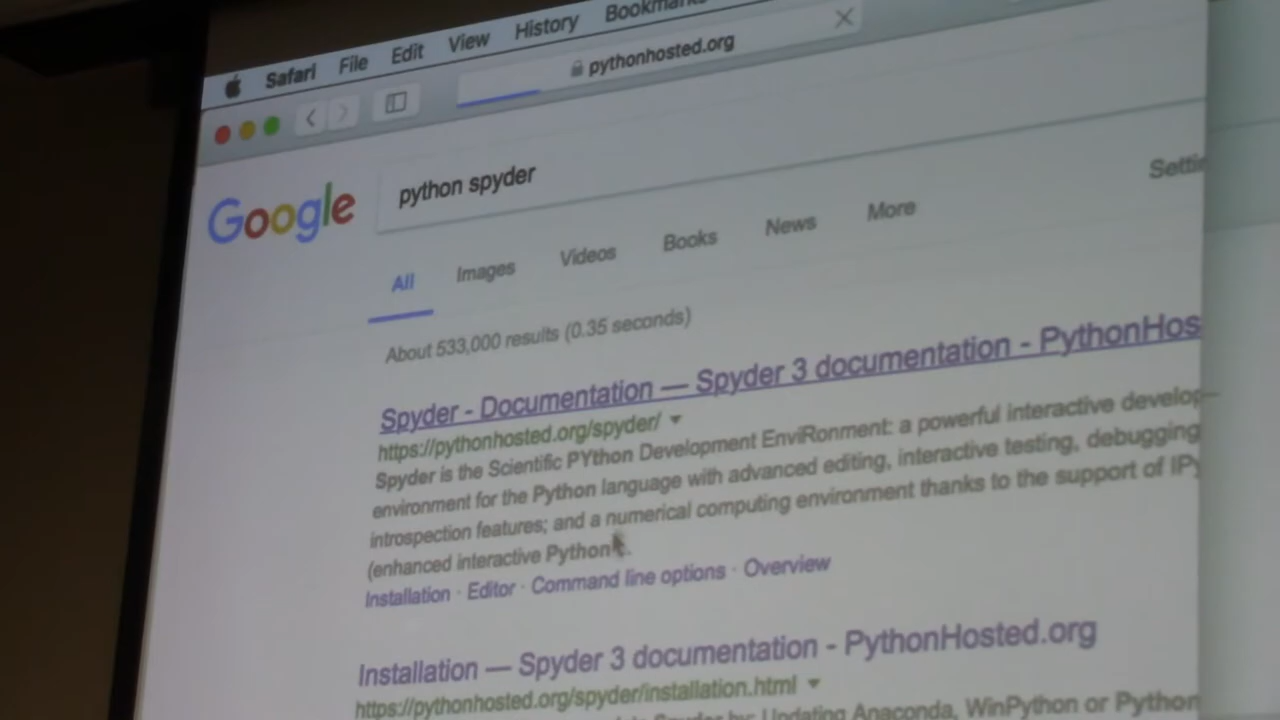 Safari File Edit View History Bookmarks
pythonhosted.org
Google python spyder
All Images Videos Books News More
About 533,000 results (0.35 seconds)
Spyder - Documentation — Spyder 3 documentation - PythonHos
https://pythonhosted.org/spyder/
Spyder is the Scientific PYthon Development EnviRonment: a powerful interactive develop
environment for the Python language with advanced editing, interactive testing, debugging
introspection features; and a numerical computing environment thanks to the support of IPy
(enhanced interactive Python
Installation · Editor · Command line options · Overview
Installation — Spyder 3 documentation - PythonHosted.org
https://pythonhosted.org/spyder/installation.html
Spyder by: Updating Anaconda, WinPython or Python